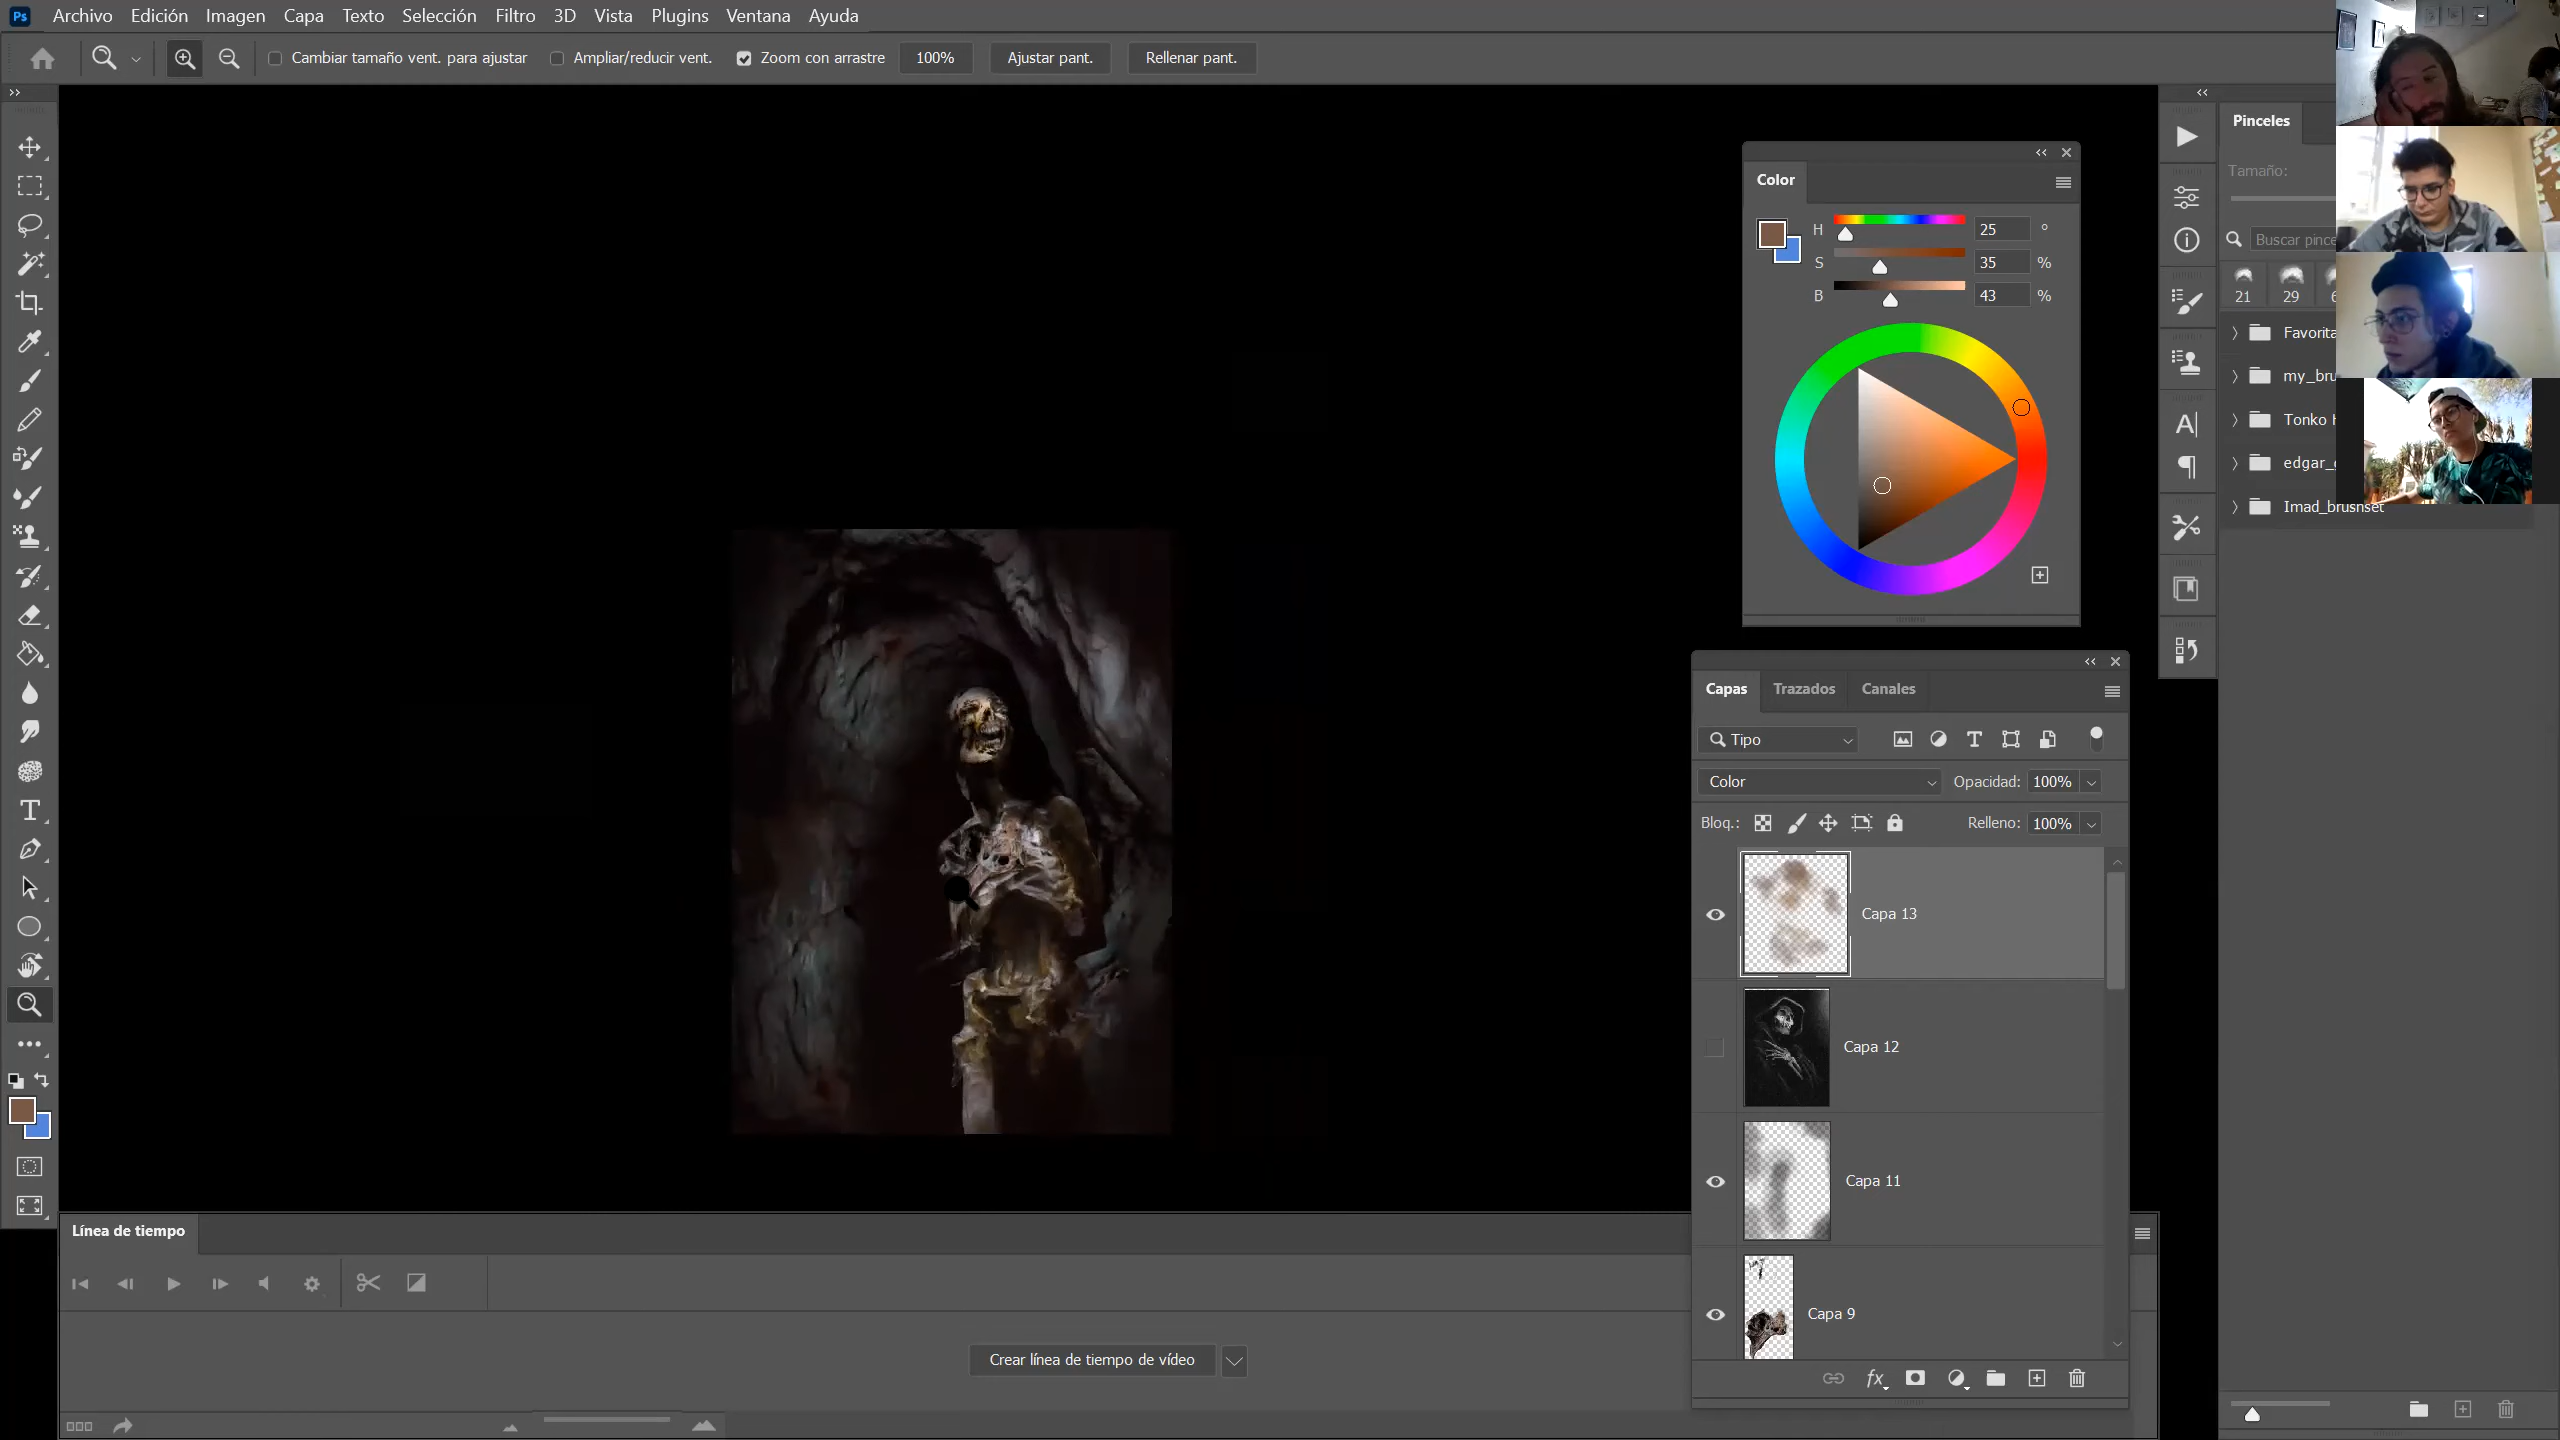 Ps Archivo Edición Imagen Capa Texto Selección Filtro 3D Vista Plugins Ventana Ayuda
Cambiar tamaño vent. para ajustar Ampliar/reducir vent. Zoom con arrastre 100% Ajustar pant. Rellenar pant.
Color
H 25 °
S 35 %
B 43 %
Pinceles
Tamaño:
Buscar pince
21 29
Favorita
my_bru
Tonko
edgar_
Imad_brusnset
Capas Trazados Canales
Tipo
Color Opacidad: 100%
Bloq.: Relleno: 100%
Capa 13
Capa 12
Capa 11
Capa 9
fx
Línea de tiempo
Crear línea de tiempo de vídeo